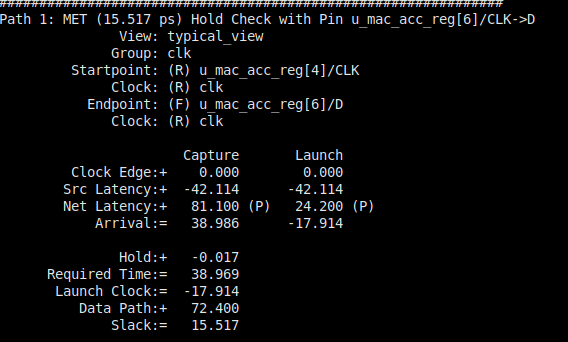 ###############################################################
Path 1: MET (15.517 ps) Hold Check with Pin u_mac_acc_reg[6]/CLK->D
View: typical_view
Group: clk
Startpoint: (R) u_mac_acc_reg[4]/CLK
Clock: (R) clk
Endpoint: (F) u_mac_acc_reg[6]/D
Clock: (R) clk
Capture Launch
Clock Edge:+ 0.000 0.000
Src Latency:+ -42.114 -42.114
Net Latency:+ 81.100 (P) 24.200 (P)
Arrival:= 38.986 -17.914
Hold:+ -0.017
Required Time:= 38.969
Launch Clock:= -17.914
Data Path:+ 72.400
Slack:= 15.517